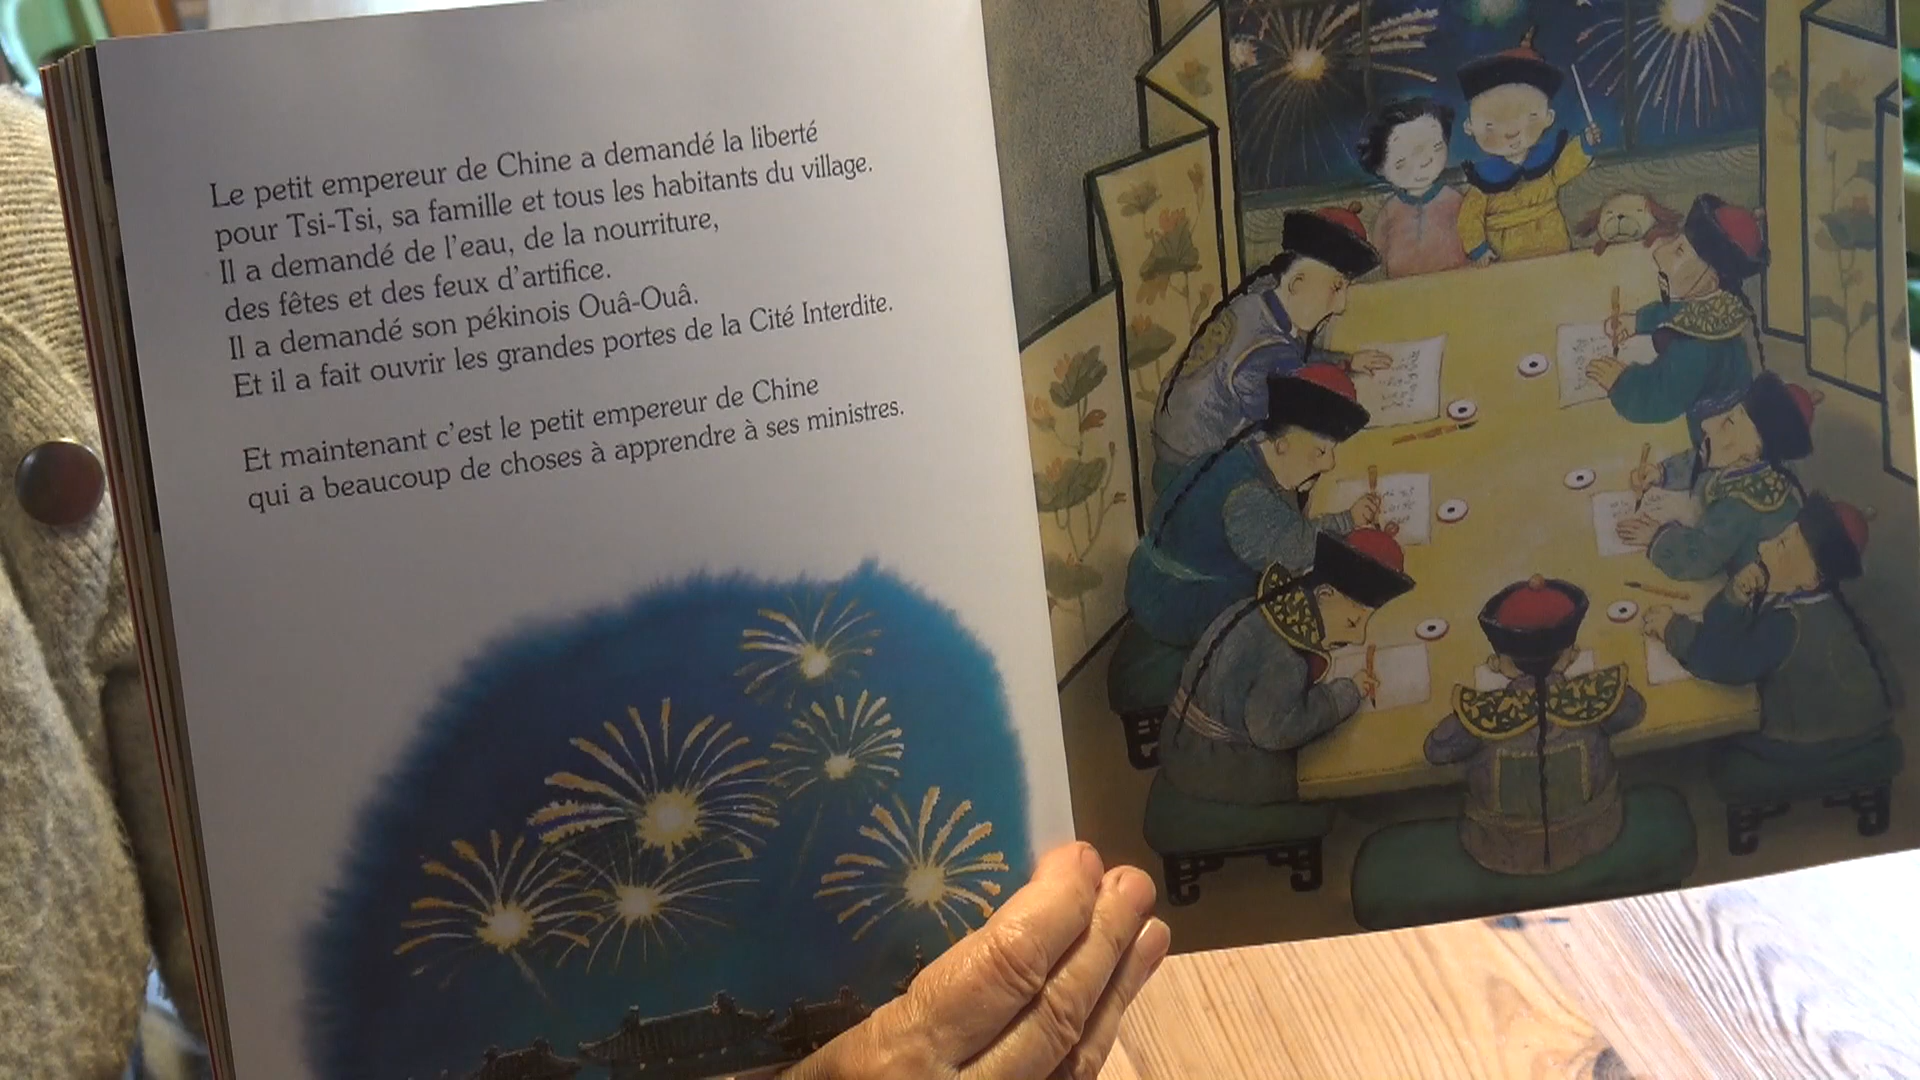 Le petit empereur de Chine a demandé la liberté
pour Tsi-Tsi, sa famille et tous les habitants du village.
Il a demandé de l'eau, de la nourriture,
des fêtes et des feux d'artifice.
Il a demandé son pékinois Ouâ-Ouâ.
Et il a fait ouvrir les grandes portes de la Cité Interdite.
Et maintenant c'est le petit empereur de Chine
qui a beaucoup de choses à apprendre à ses ministres.